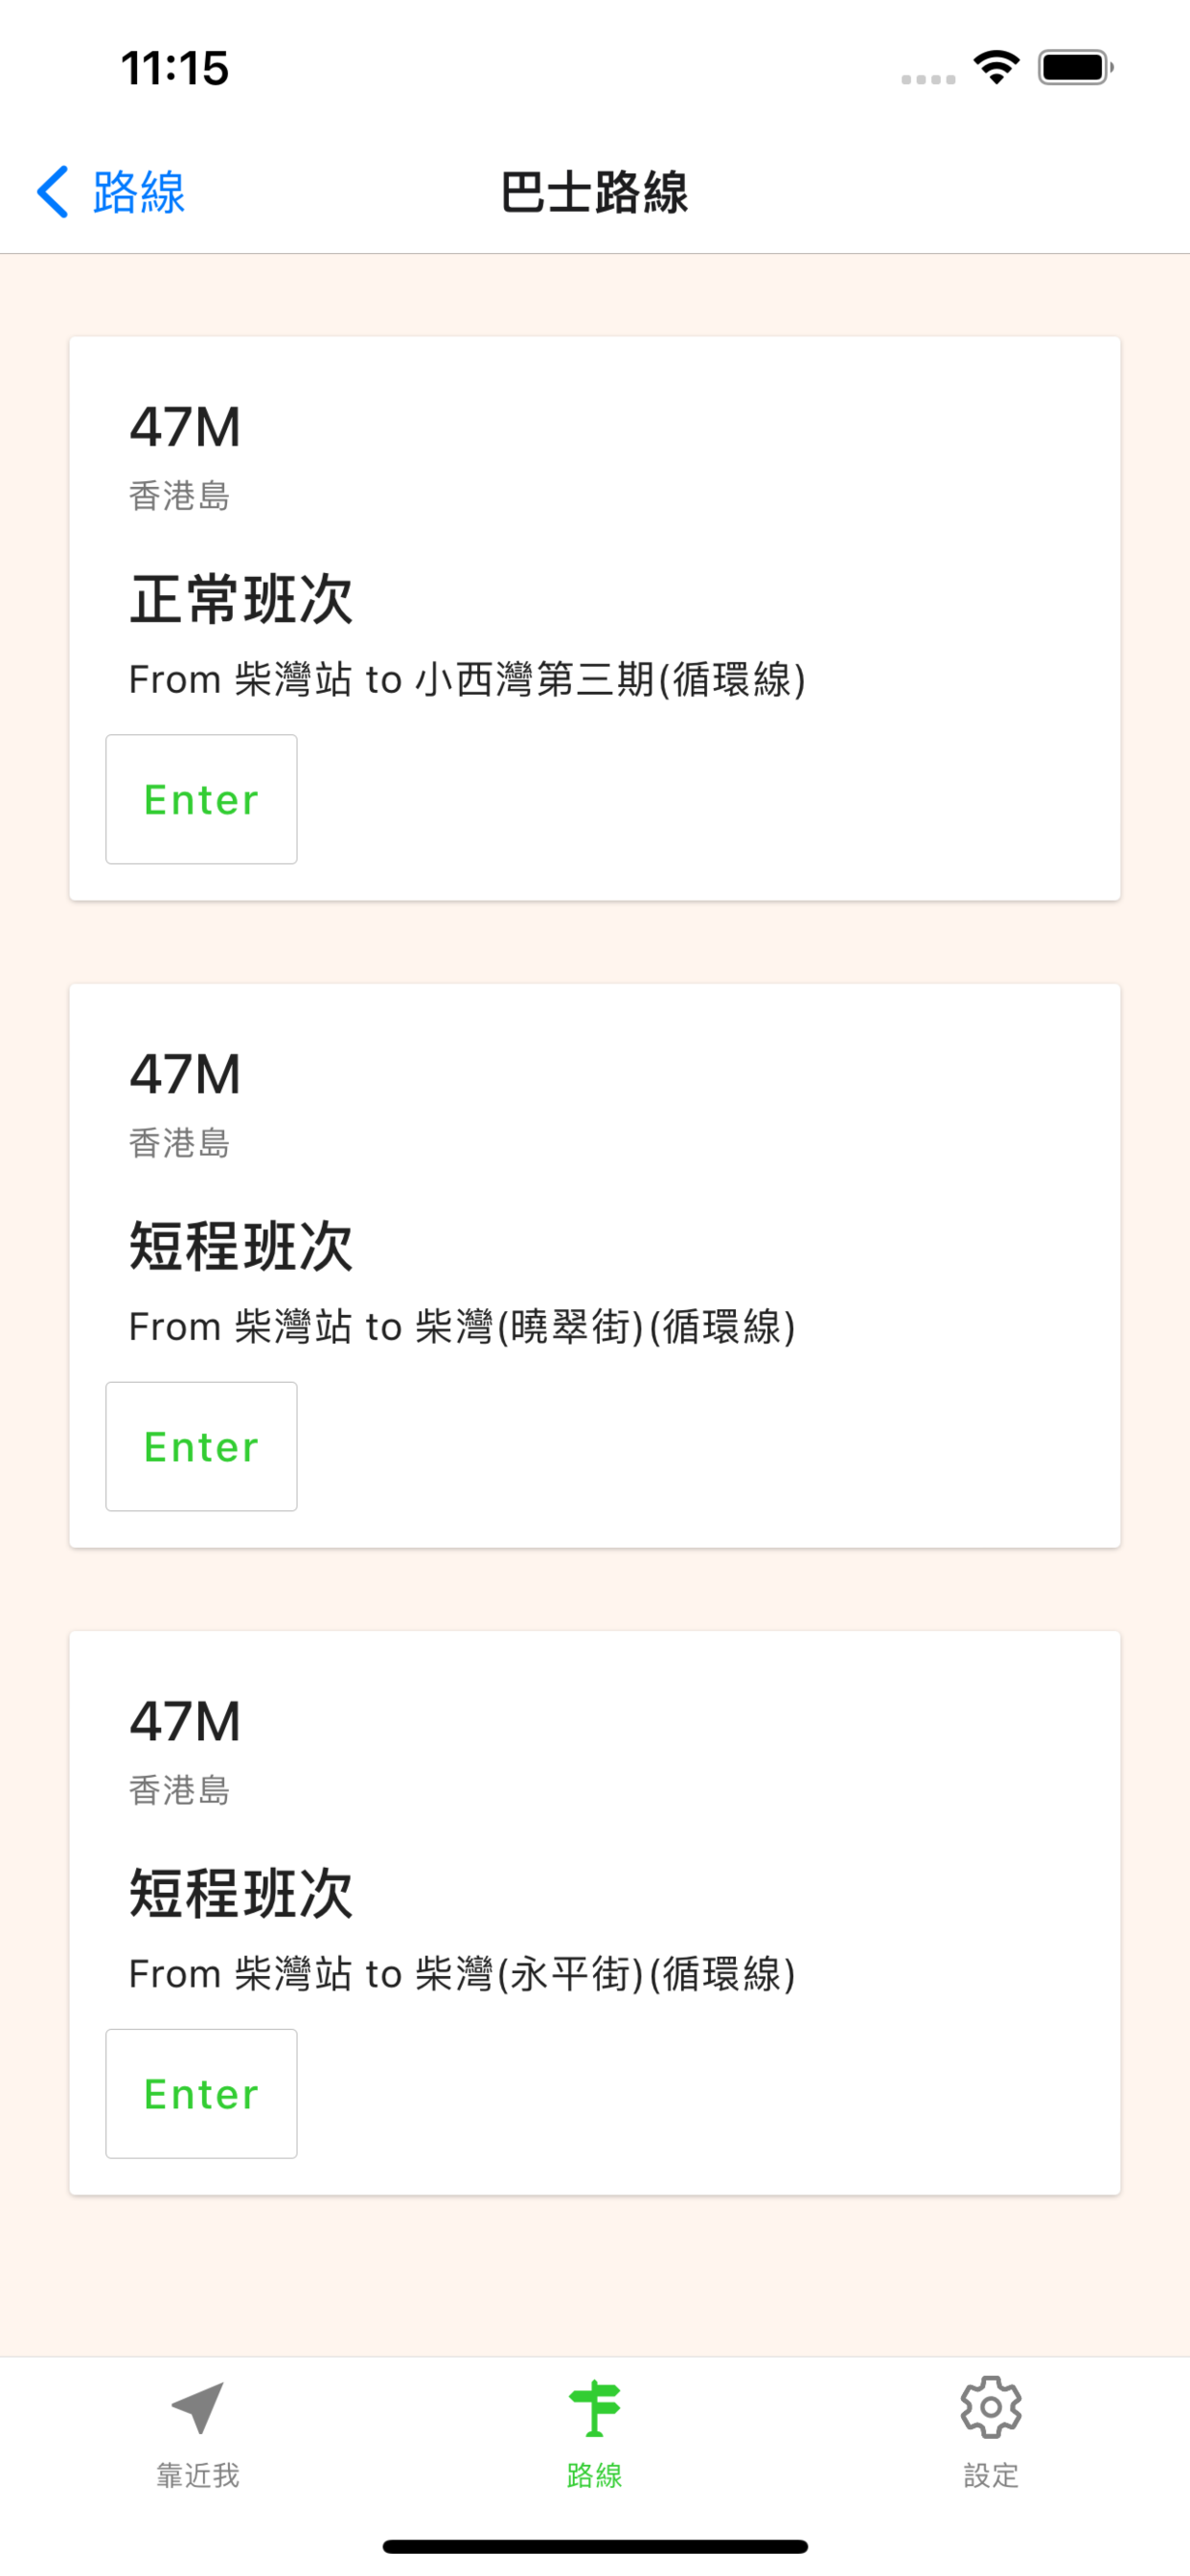 11:15
路線
巴士路線
47M
香港島
正常班次
From 柴灣站 to 小西灣第三期(循環線)
Enter
47M
香港島
短程班次
From 柴灣站 to 柴灣(曉翠街)(循環線)
Enter
47M
香港島
短程班次
From 柴灣站 to 柴灣(永平街)(循環線)
Enter
靠近我
路線
設定